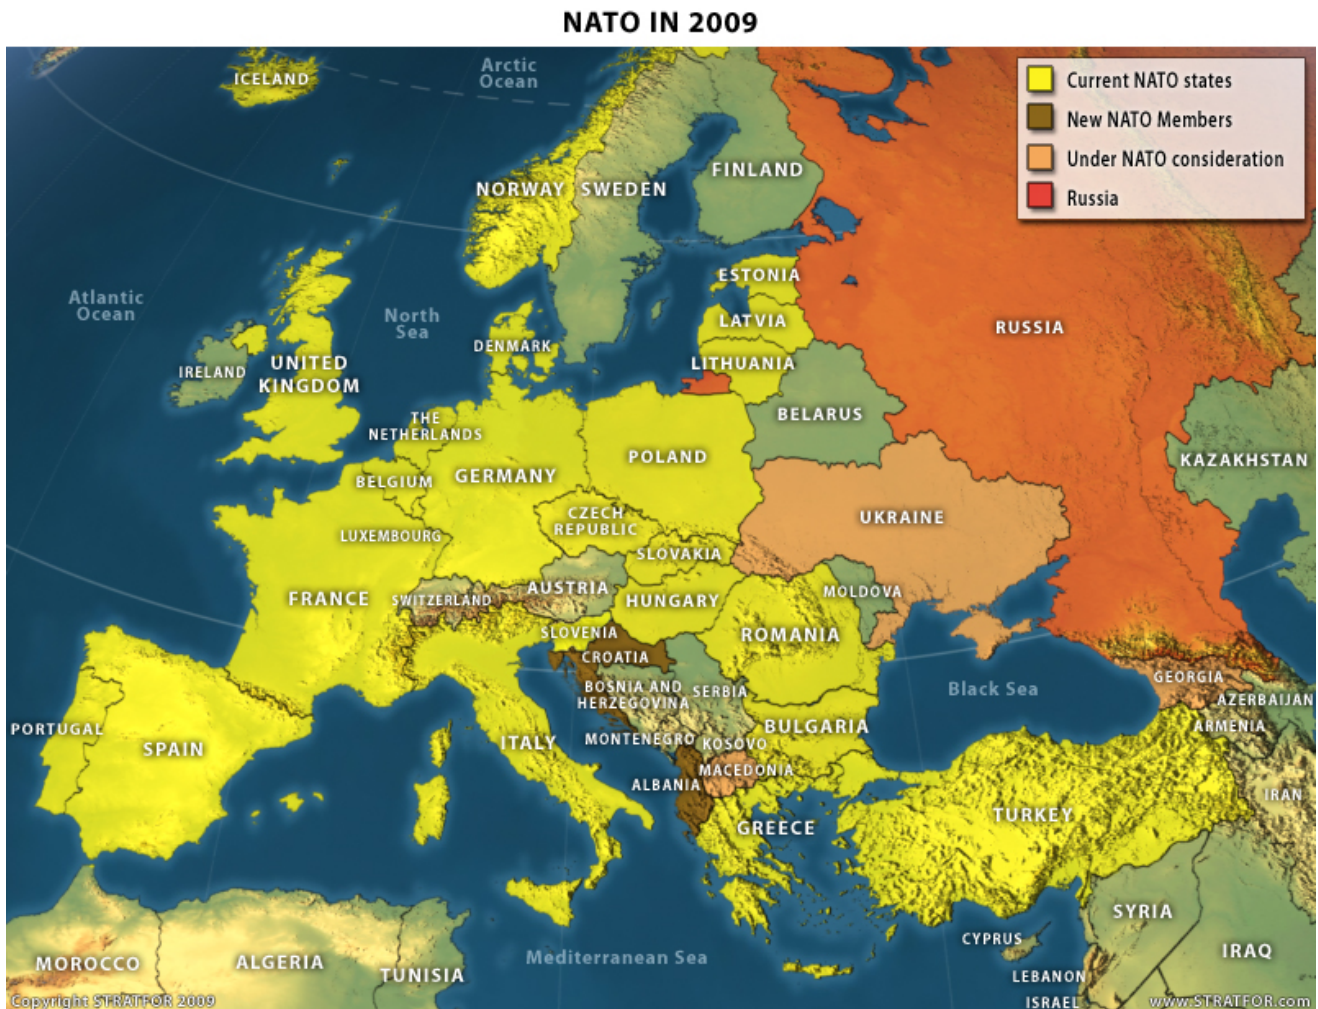 NATO IN 2009
Arctic
Ocean
ICELAND
Current NATO states
New NATO Members
Under NATO consideration
Russia
NORWAY
SWEDEN
FINLAND
ESTONIA
Atlantic
Ocean
North
Sea
LATVIA
RUSSIA
DENMARK
IRELAND
UNITED
KINGDOM
LITHUANIA
BELARUS
THE
NETHERLANDS
POLAND
KAZAKHSTAN
BELGIUM
GERMANY
CZECH
REPUBLIC
UKRAINE
LUXEMBOURG
SLOVAKIA
FRANCE
SWITZERLAND
AUSTRIA
HUNGARY
MOLDOVA
SLOVENIA
ROMANIA
CROATIA
BOSNIA AND
HERZEGOVINA
SERBIA
Black Sea
GEORGIA
AZERBAIJAN
ARMENIA
PORTUGAL
SPAIN
ITALY
MONTENEGRO
KOSOVO
BULGARIA
MACEDONIA
ALBANIA
IRAN
GREECE
TURKEY
SYRIA
CYPRUS
IRAQ
MOROCCO
ALGERIA
TUNISIA
Mediterranean Sea
LEBANON
ISRAEL
Copyright STRATFOR 2009
www.STRATFOR.com